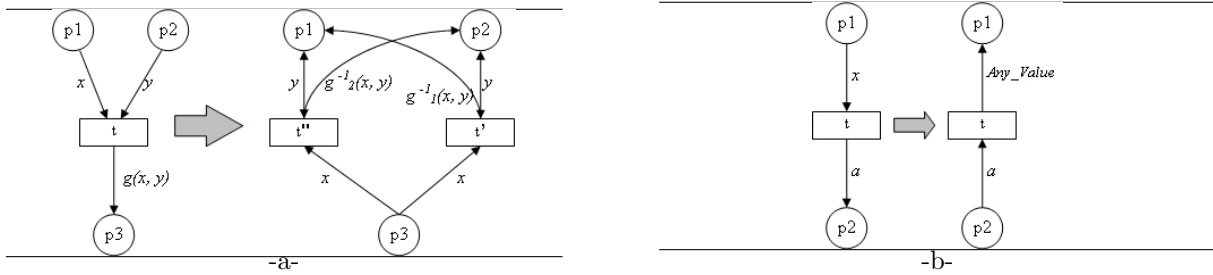 p1 p2 p1 p2
x y y g⁻¹₂(x, y) g⁻¹₁(x, y) y
t t" t'
g(x, y) x x
p3 p3
-a-
p1 p1
x Any_Value
t t
a a
p2 p2
-b-